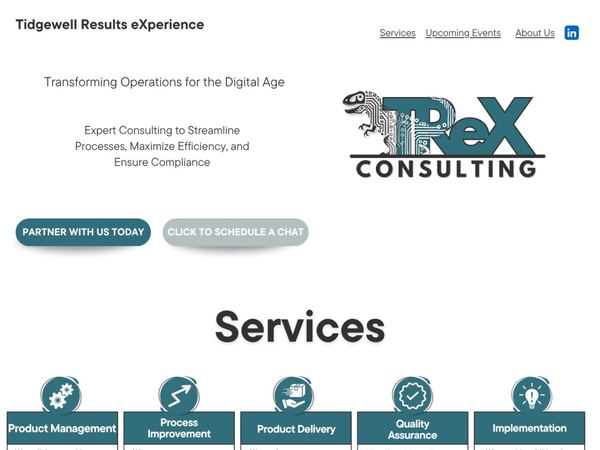 Tidgewell Results eXperience
Services
Upcoming Events
About Us
in
Transforming Operations for the Digital Age
Expert Consulting to Streamline
Processes, Maximize Efficiency, and
Ensure Compliance
TReX
CONSULTING
PARTNER WITH US TODAY
CLICK TO SCHEDULE A CHAT
Services
Product Management
Process
Improvement
Product Delivery
Quality
Assurance
Implementation